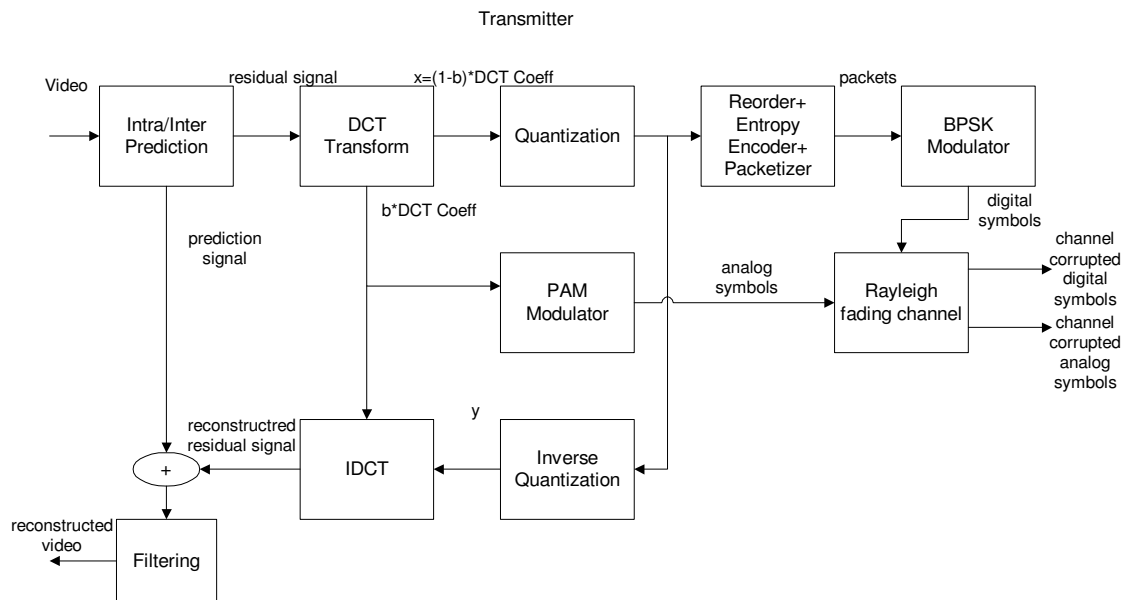 Transmitter
Video
residual signal
x=(1-b)*DCT Coeff
packets
Intra/Inter
Prediction
DCT
Transform
Quantization
Reorder+
Entropy
Encoder+
Packetizer
BPSK
Modulator
b*DCT Coeff
digital
symbols
prediction
signal
PAM
Modulator
analog
symbols
Rayleigh
fading channel
channel
corrupted
digital
symbols
channel
corrupted
analog
symbols
reconstructred
residual signal
y
+
IDCT
Inverse
Quantization
reconstructed
video
Filtering